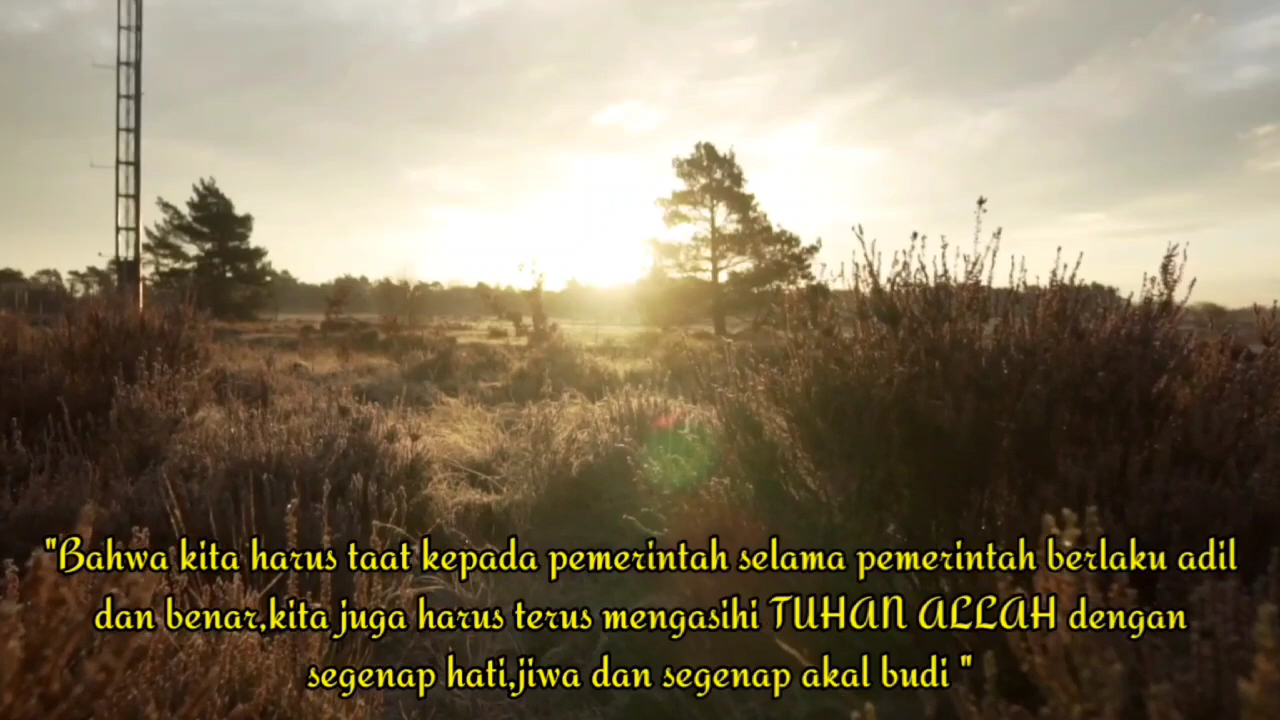 "Bahwa kita harus taat kepada pemerintah selama pemerintah berlaku adil
dan benar,kita juga harus terus mengasihi TUHAN ALLAH dengan
segenap hati,jiwa dan segenap akal budi "